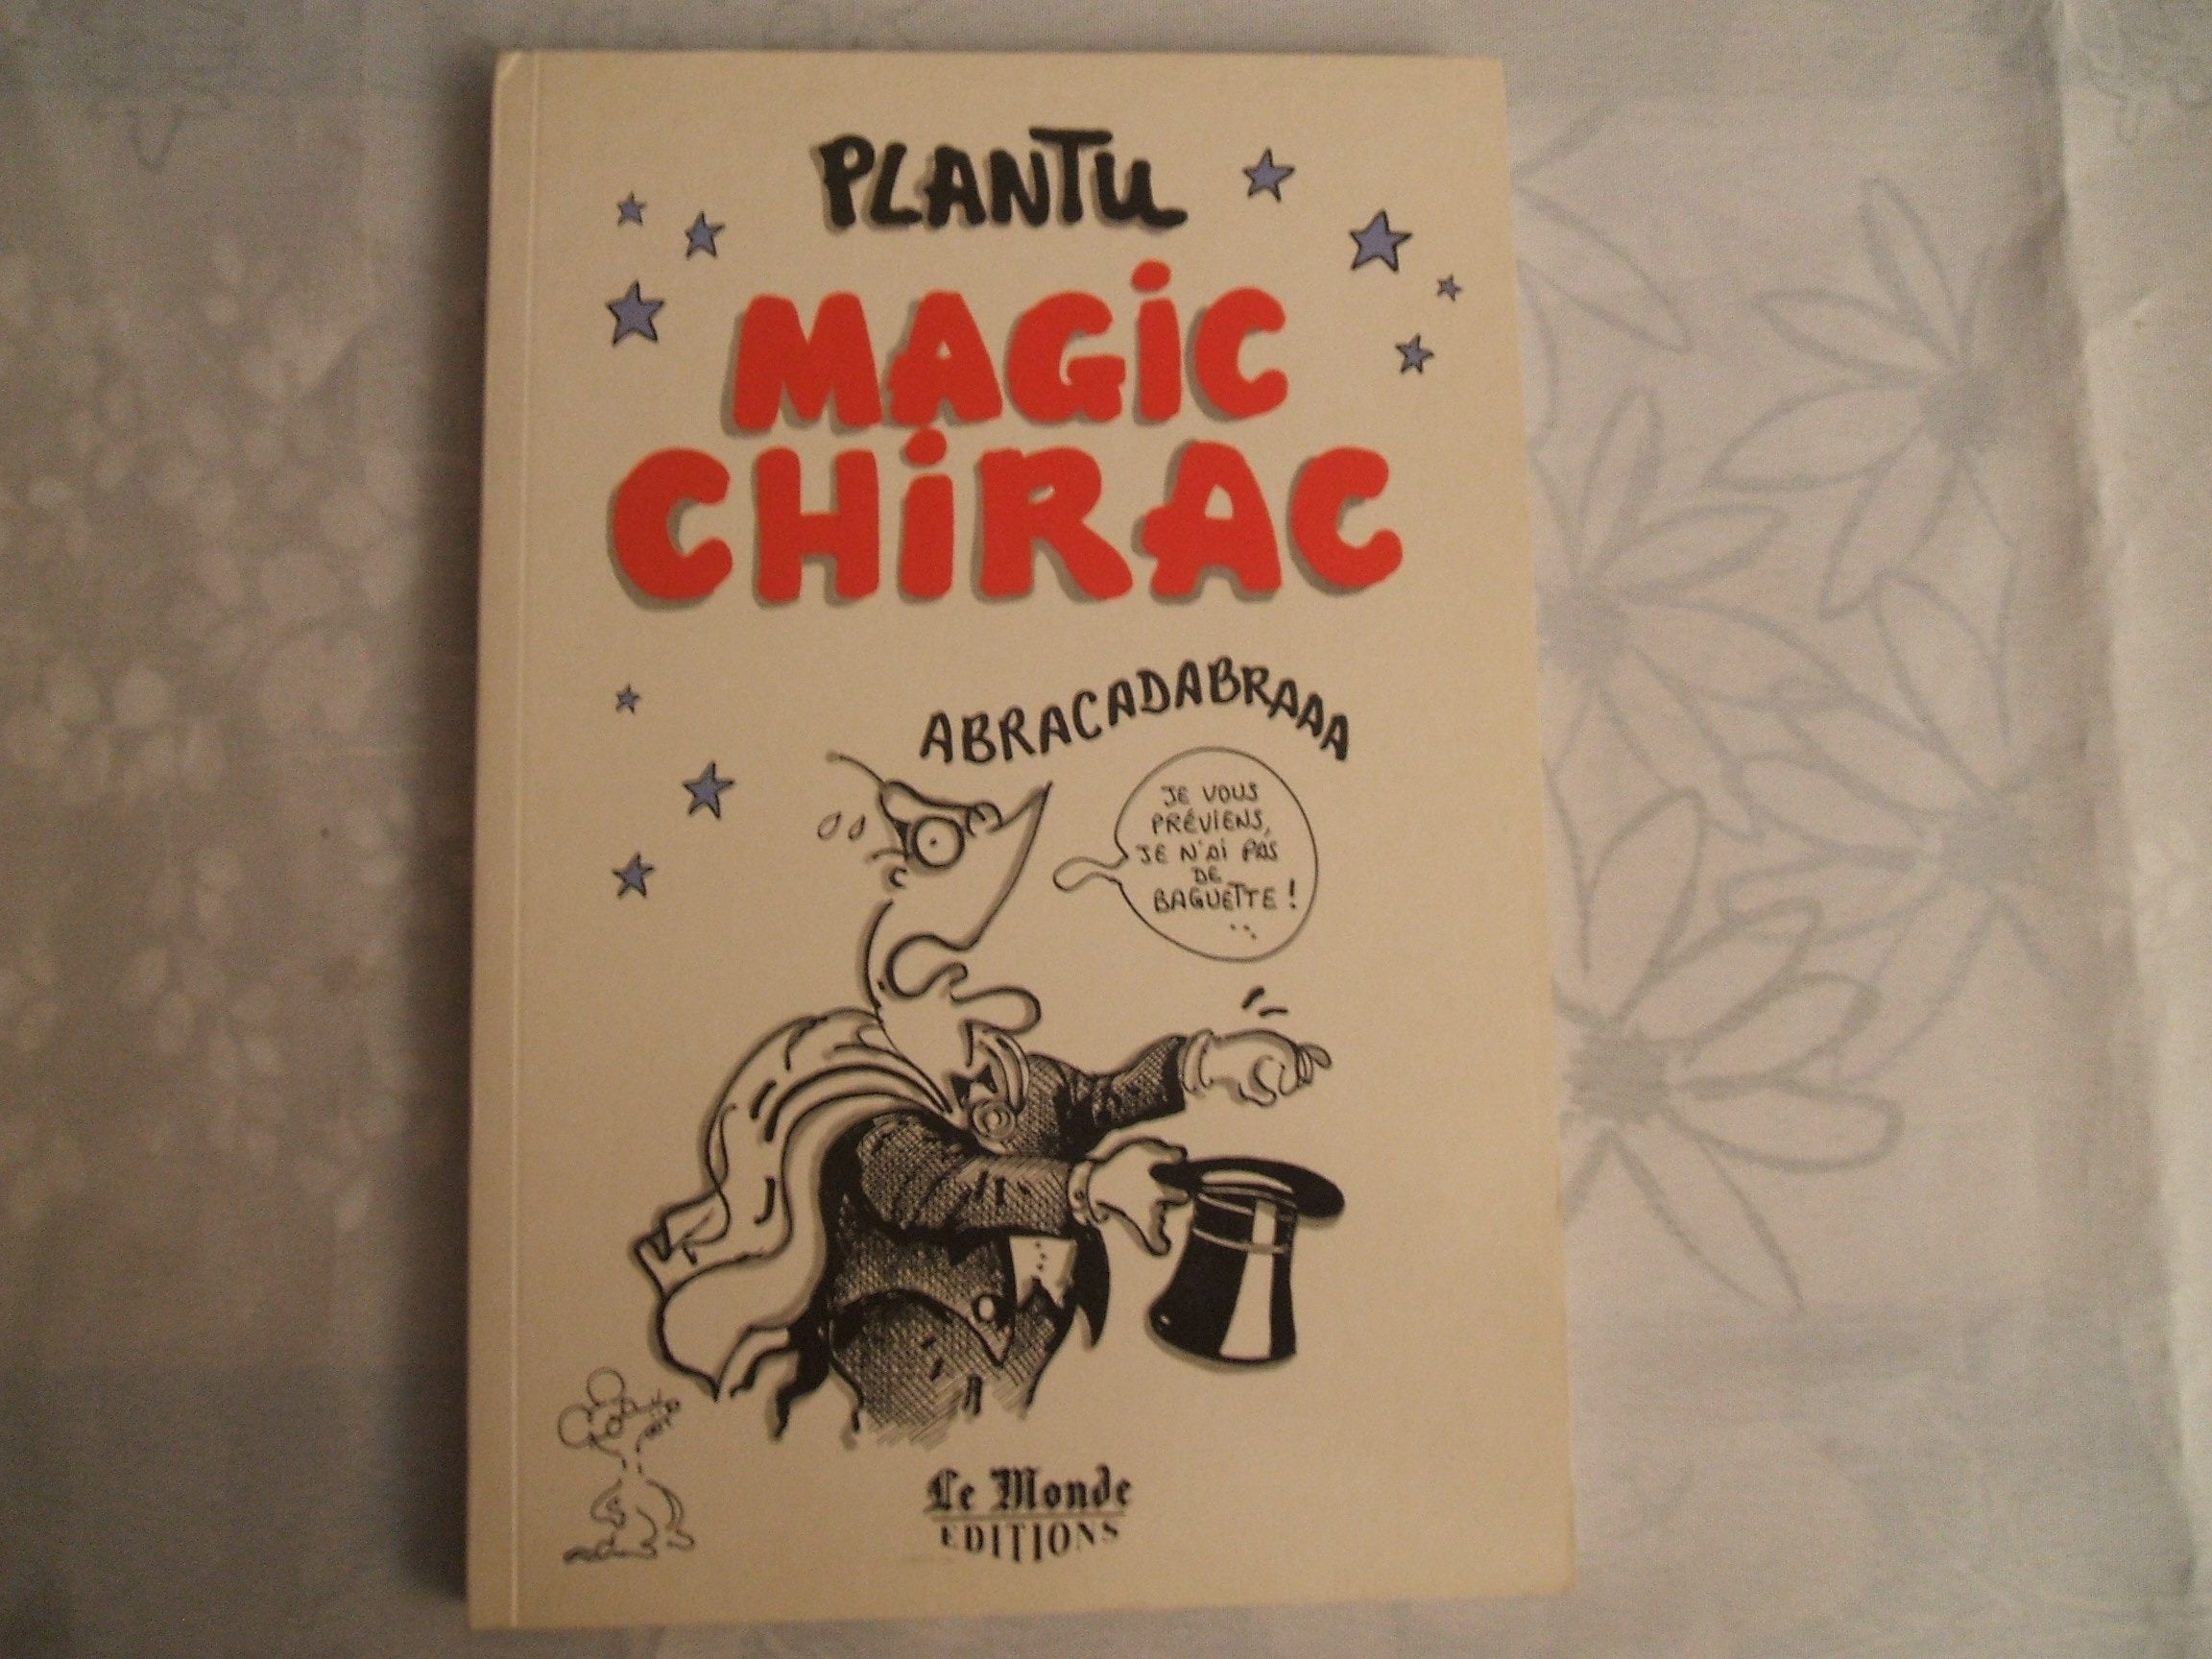 PLANTU
MAGiC
CHiRAC
ABRACADABRAAA
JE VOUS
PRÉVIENS,
JE N'Ai PAS
DE
BAGUETTE !
...
Le Monde
EDITIONS